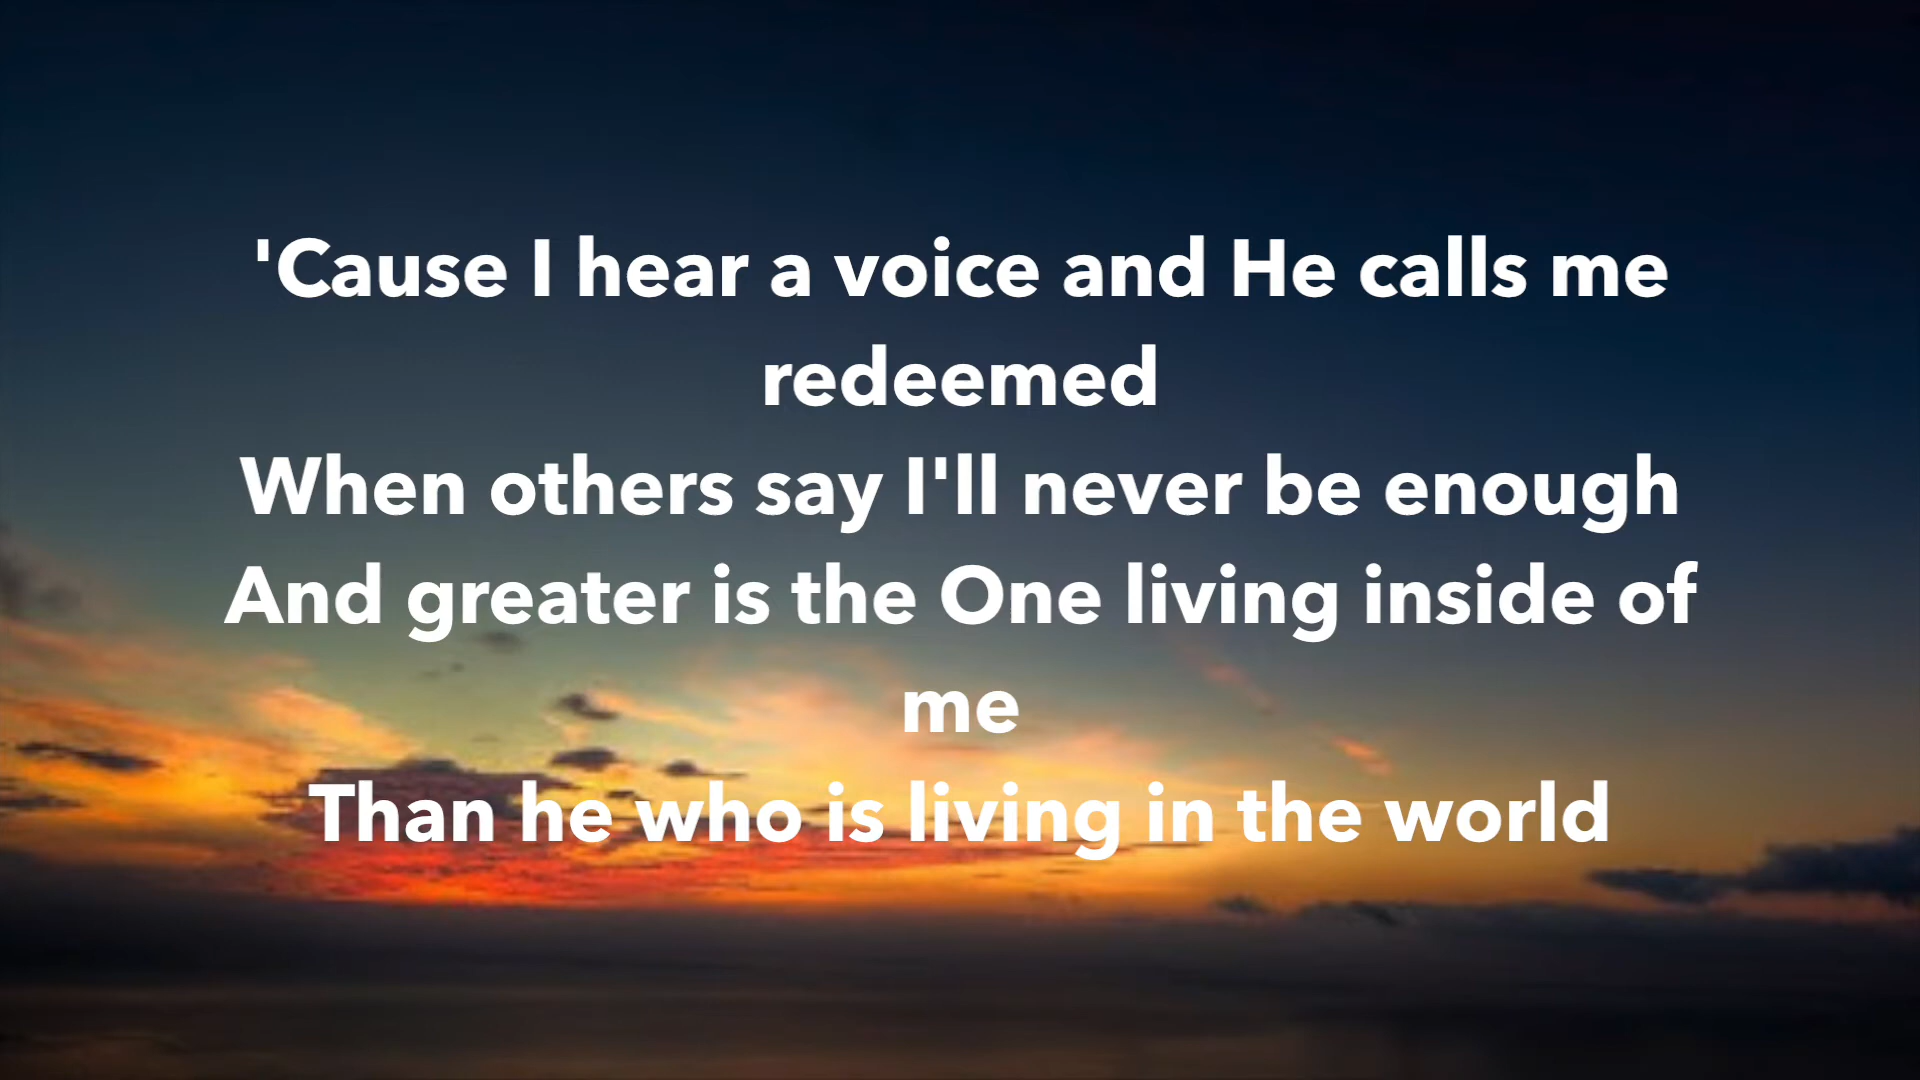 'Cause I hear a voice and He calls me
redeemed
When others say I'll never be enough
And greater is the One living inside of
me
Than he who is living in the world